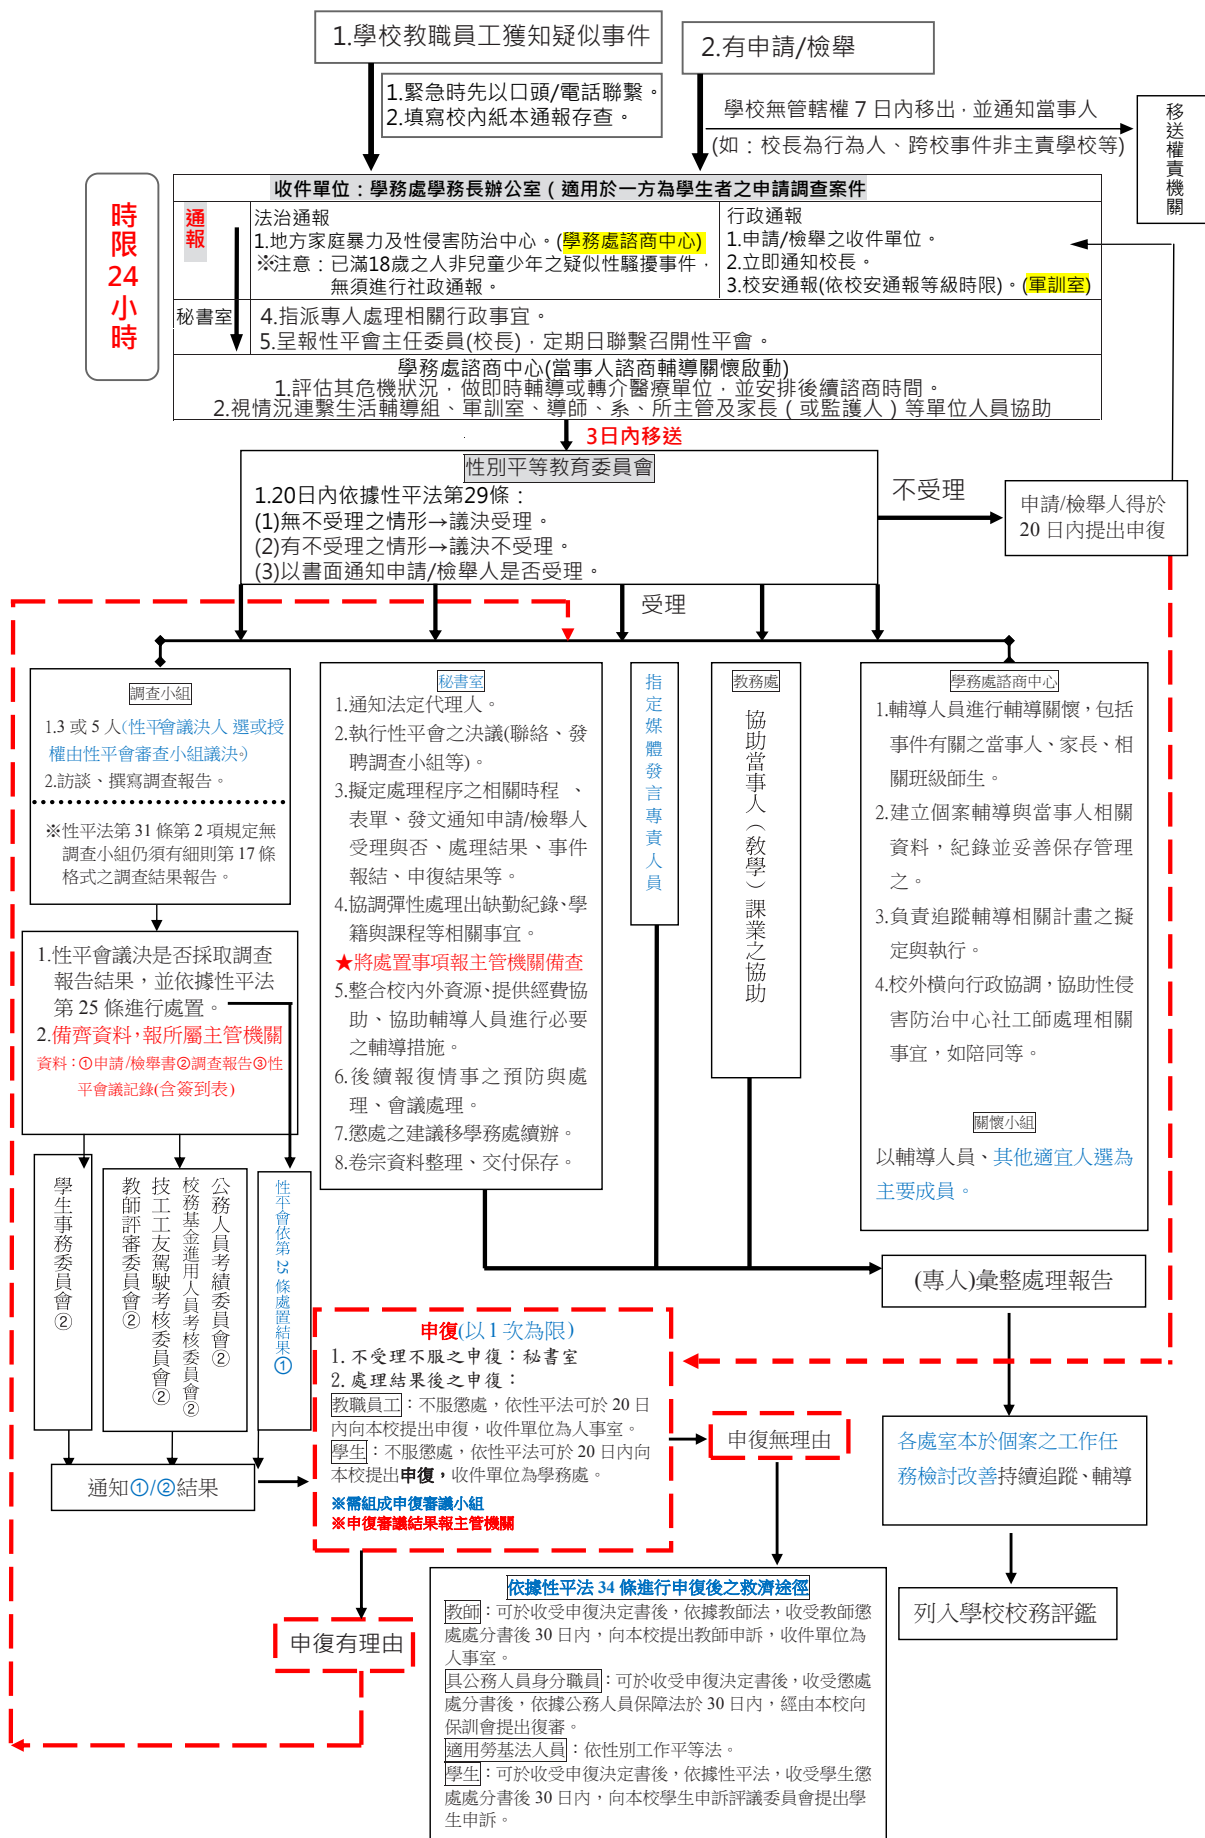 1.學校教職員工獲知疑似事件
2.有申請/檢舉
1.緊急時先以口頭/電話聯繫。
2.填寫校內紙本通報存查。
學校無管轄權 7 日內移出，並通知當事人
(如：校長為行為人、跨校事件非主責學校等)
移送權責機關
時限24小時
收件單位：學務處學務長辦公室（適用於一方為學生者之申請調查案件
通報
法治通報
1.地方家庭暴力及性侵害防治中心。(學務處諮商中心)
※注意：已滿18歲之人非兒童少年之疑似性騷擾事件，
無須進行社政通報。
行政通報
1.申請/檢舉之收件單位。
2.立即通知校長。
3.校安通報(依校安通報等級時限)。(軍訓室)
秘書室
4.指派專人處理相關行政事宜。
5.呈報性平會主任委員(校長)，定期日聯繫召開性平會。
學務處諮商中心(當事人諮商輔導關懷啟動)
1.評估其危機狀況，做即時輔導或轉介醫療單位，並安排後續諮商時間。
2.視情況連繫生活輔導組、軍訓室、導師、系、所主管及家長（或監護人）等單位人員協助
3日內移送
性別平等教育委員會
1.20日內依據性平法第29條：
(1)無不受理之情形→議決受理。
(2)有不受理之情形→議決不受理。
(3)以書面通知申請/檢舉人是否受理。
不受理
申請/檢舉人得於
20 日內提出申復
受理
調查小組
1.3 或 5 人(性平會議決人 選或授
權由性平會審查小組議決。)
2.訪談、撰寫調查報告。
※性平法第 31 條第 2 項規定無
調查小組仍須有細則第 17 條
格式之調查結果報告。
秘書室
1.通知法定代理人。
2.執行性平會之決議(聯絡、發
聘調查小組等)。
3.擬定處理程序之相關時程 、
表單、發文通知申請/檢舉人
受理與否、處理結果、事件
報結、申復結果等。
4.協調彈性處理出缺勤紀錄、學
籍與課程等相關事宜。
★將處置事項報主管機關備查
5.整合校內外資源、提供經費協
助、協助輔導人員進行必要
之輔導措施。
6.後續報復情事之預防與處
理、會議處理。
7.懲處之建議移學務處續辦。
8.卷宗資料整理、交付保存。
指定媒體發言專責人員
教務處
協助當事人（教學）課業之協助
學務處諮商中心
1.輔導人員進行輔導關懷，包括
事件有關之當事人、家長、相
關班級師生。
2.建立個案輔導與當事人相關
資料，紀錄並妥善保存管理
之。
3.負責追蹤輔導相關計畫之擬
定與執行。
4.校外橫向行政協調，協助性侵
害防治中心社工師處理相關
事宜，如陪同等。
關懷小組
以輔導人員、其他適宜人選為
主要成員。
1.性平會議決是否採取調查
報告結果，並依據性平法
第 25 條進行處置。
2.備齊資料，報所屬主管機關
資料：①申請/檢舉書②調查報告③性
平會議記錄(含簽到表)
學生事務委員會②
公務人員考績委員會②
校務基金進用人員考核委員會②
技工工友駕駛考核委員會②
教師評審委員會②
性平會依第 25 條處置結果①
通知①/②結果
申復(以 1 次為限)
1. 不受理不服之申復：秘書室
2. 處理結果後之申復：
教職員工：不服懲處，依性平法可於 20 日
內向本校提出申復，收件單位為人事室。
學生：不服懲處，依性平法可於 20 日內向
本校提出申復，收件單位為學務處。
※需組成申復審議小組
※申復審議結果報主管機關
申復無理由
申復有理由
(專人)彙整處理報告
各處室本於個案之工作任
務檢討改善持續追蹤、輔導
列入學校校務評鑑
依據性平法 34 條進行申復後之救濟途徑
教師：可於收受申復決定書後，依據教師法，收受教師懲
處處分書後 30 日內，向本校提出教師申訴，收件單位為
人事室。
具公務人員身分職員：可於收受申復決定書後，收受懲處
處分書後，依據公務人員保障法於 30 日內，經由本校向
保訓會提出復審。
適用勞基法人員：依性別工作平等法。
學生：可於收受申復決定書後，依據性平法，收受學生懲
處處分書後 30 日內，向本校學生申訴評議委員會提出學
生申訴。